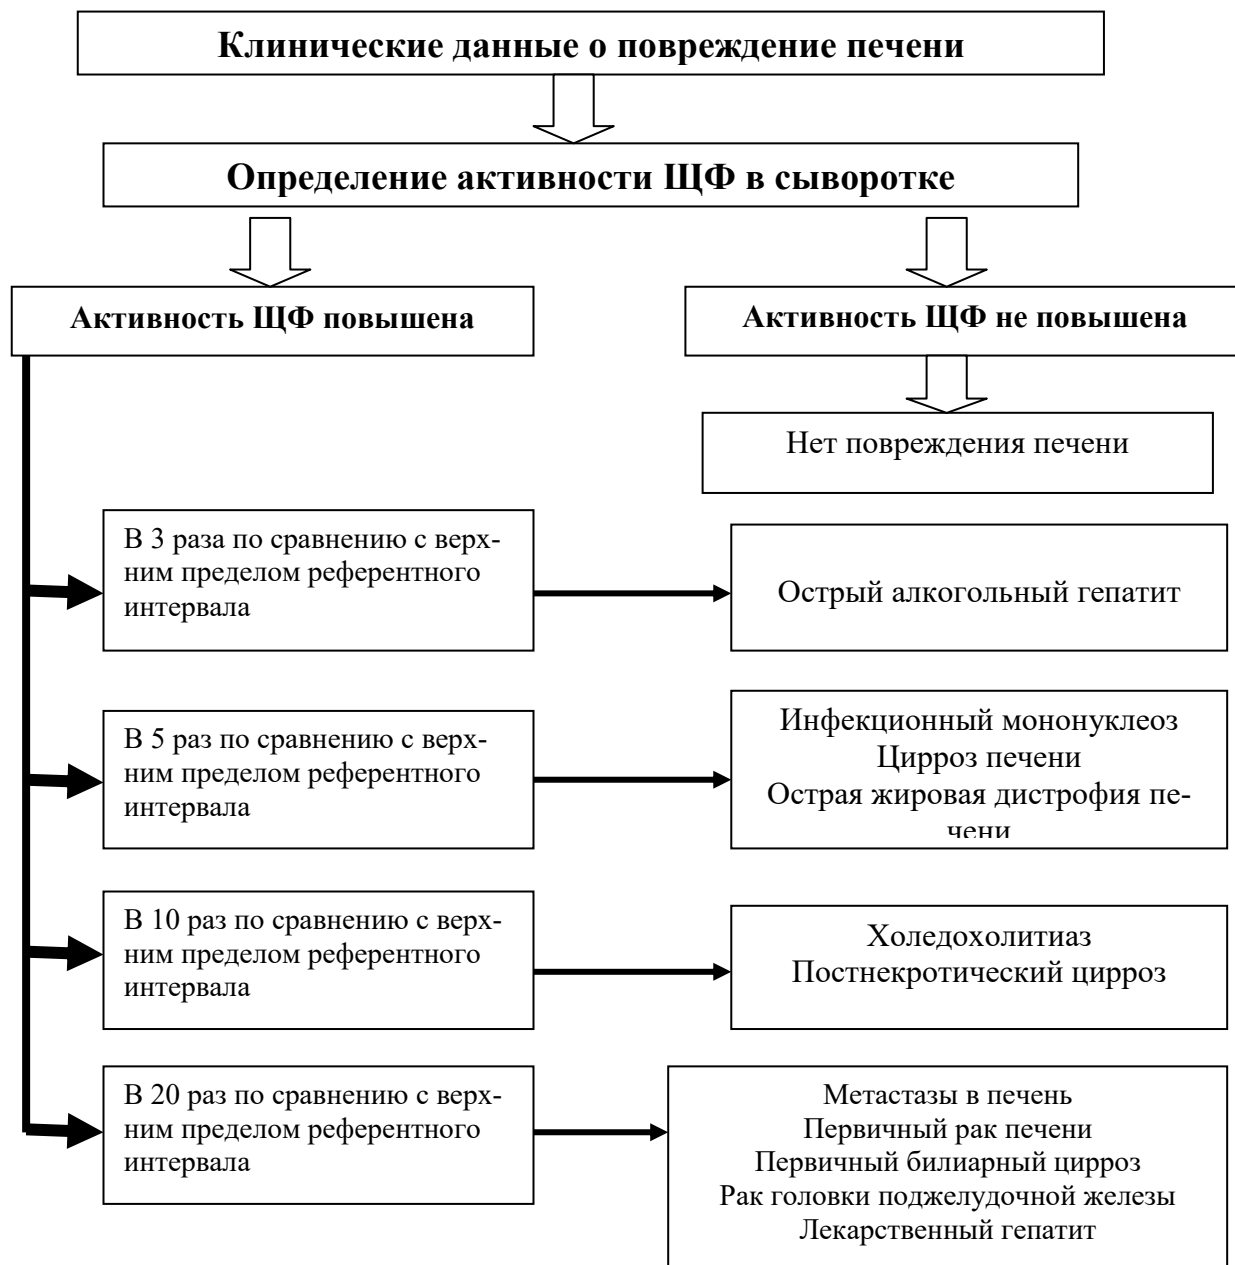 Клинические данные о повреждение печени
Определение активности ЩФ в сыворотке
Активность ЩФ повышена
Активность ЩФ не повышена
Нет повреждения печени
В 3 раза по сравнению с верх-
ним пределом референтного
интервала
Острый алкогольный гепатит
В 5 раз по сравнению с верх-
ним пределом референтного
интервала
Инфекционный мононуклеоз
Цирроз печени
Острая жировая дистрофия пе-
чени
В 10 раз по сравнению с верх-
ним пределом референтного
интервала
Холедохолитиаз
Постнекротический цирроз
В 20 раз по сравнению с верх-
ним пределом референтного
интервала
Метастазы в печень
Первичный рак печени
Первичный билиарный цирроз
Рак головки поджелудочной железы
Лекарственный гепатит